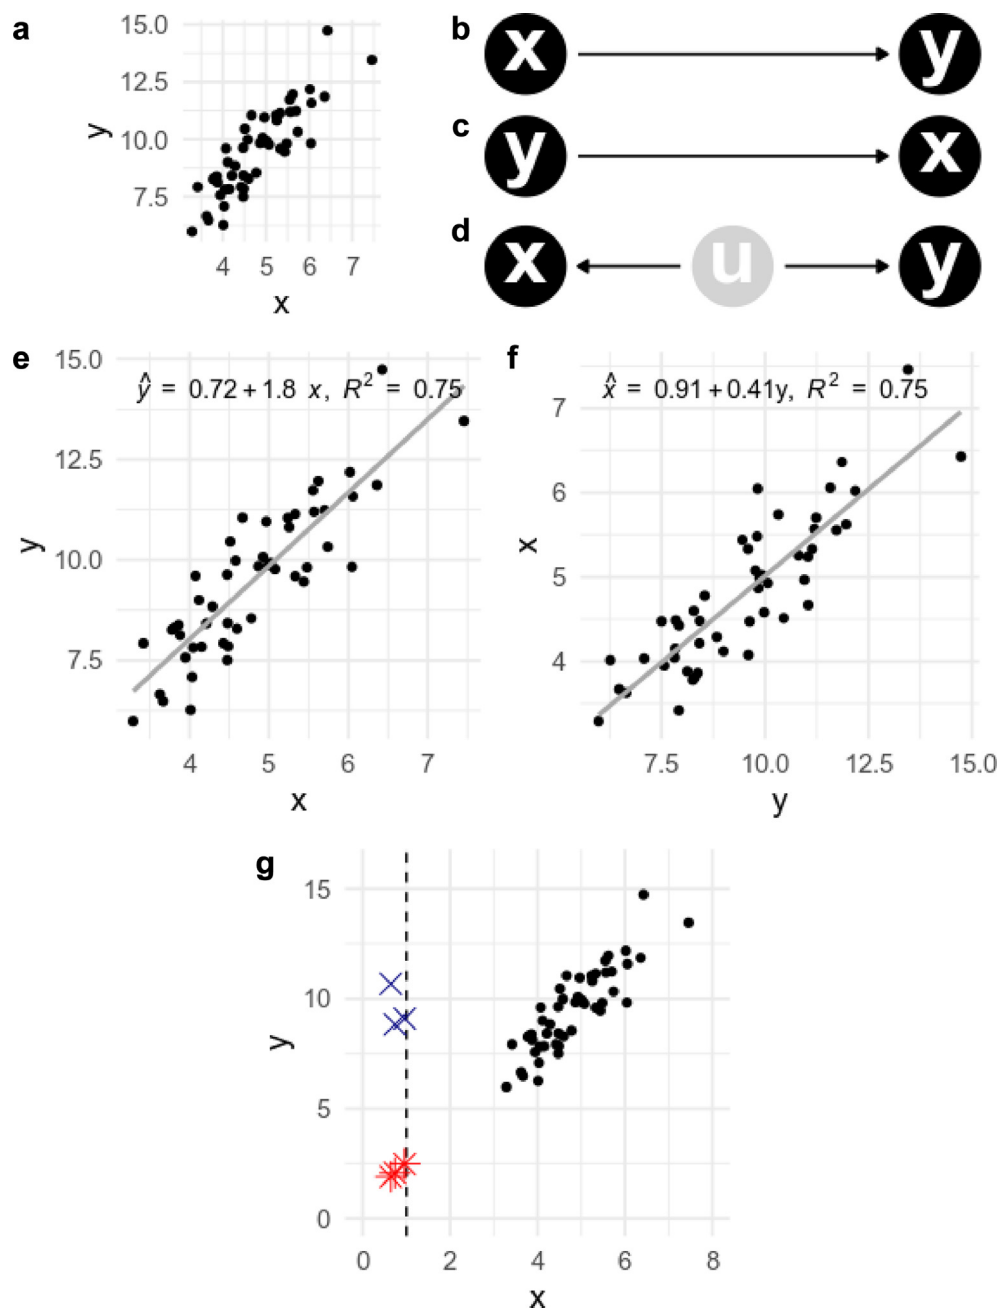 a
15.0
12.5
10.0
7.5
y
4 5 6 7
x
b
x y
c
y x
d
x u y
e
15.0
12.5
10.0
7.5
y
ŷ = 0.72 + 1.8 x, R² = 0.75
4 5 6 7
x
f
7
6
5
4
x
x̂ = 0.91 + 0.41y, R² = 0.75
7.5 10.0 12.5 15.0
y
g
15
10
5
0
y
0 2 4 6 8
x